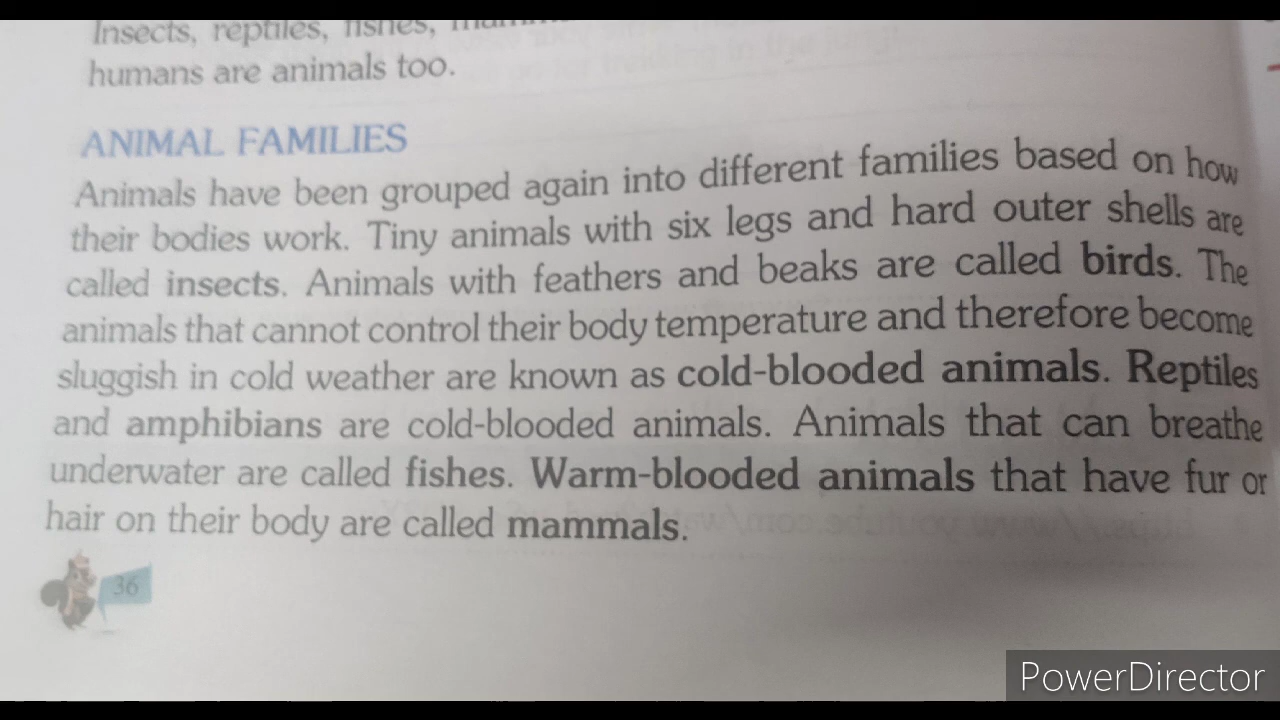 Insects, reptiles, fishes,
humans are animals too.
ANIMAL FAMILIES
Animals have been grouped again into different families based on how
their bodies work. Tiny animals with six legs and hard outer shells are
called insects. Animals with feathers and beaks are called birds. The
animals that cannot control their body temperature and therefore become
sluggish in cold weather are known as cold-blooded animals. Reptiles
and amphibians are cold-blooded animals. Animals that can breathe
underwater are called fishes. Warm-blooded animals that have fur or
hair on their body are called mammals.
36
PowerDirector